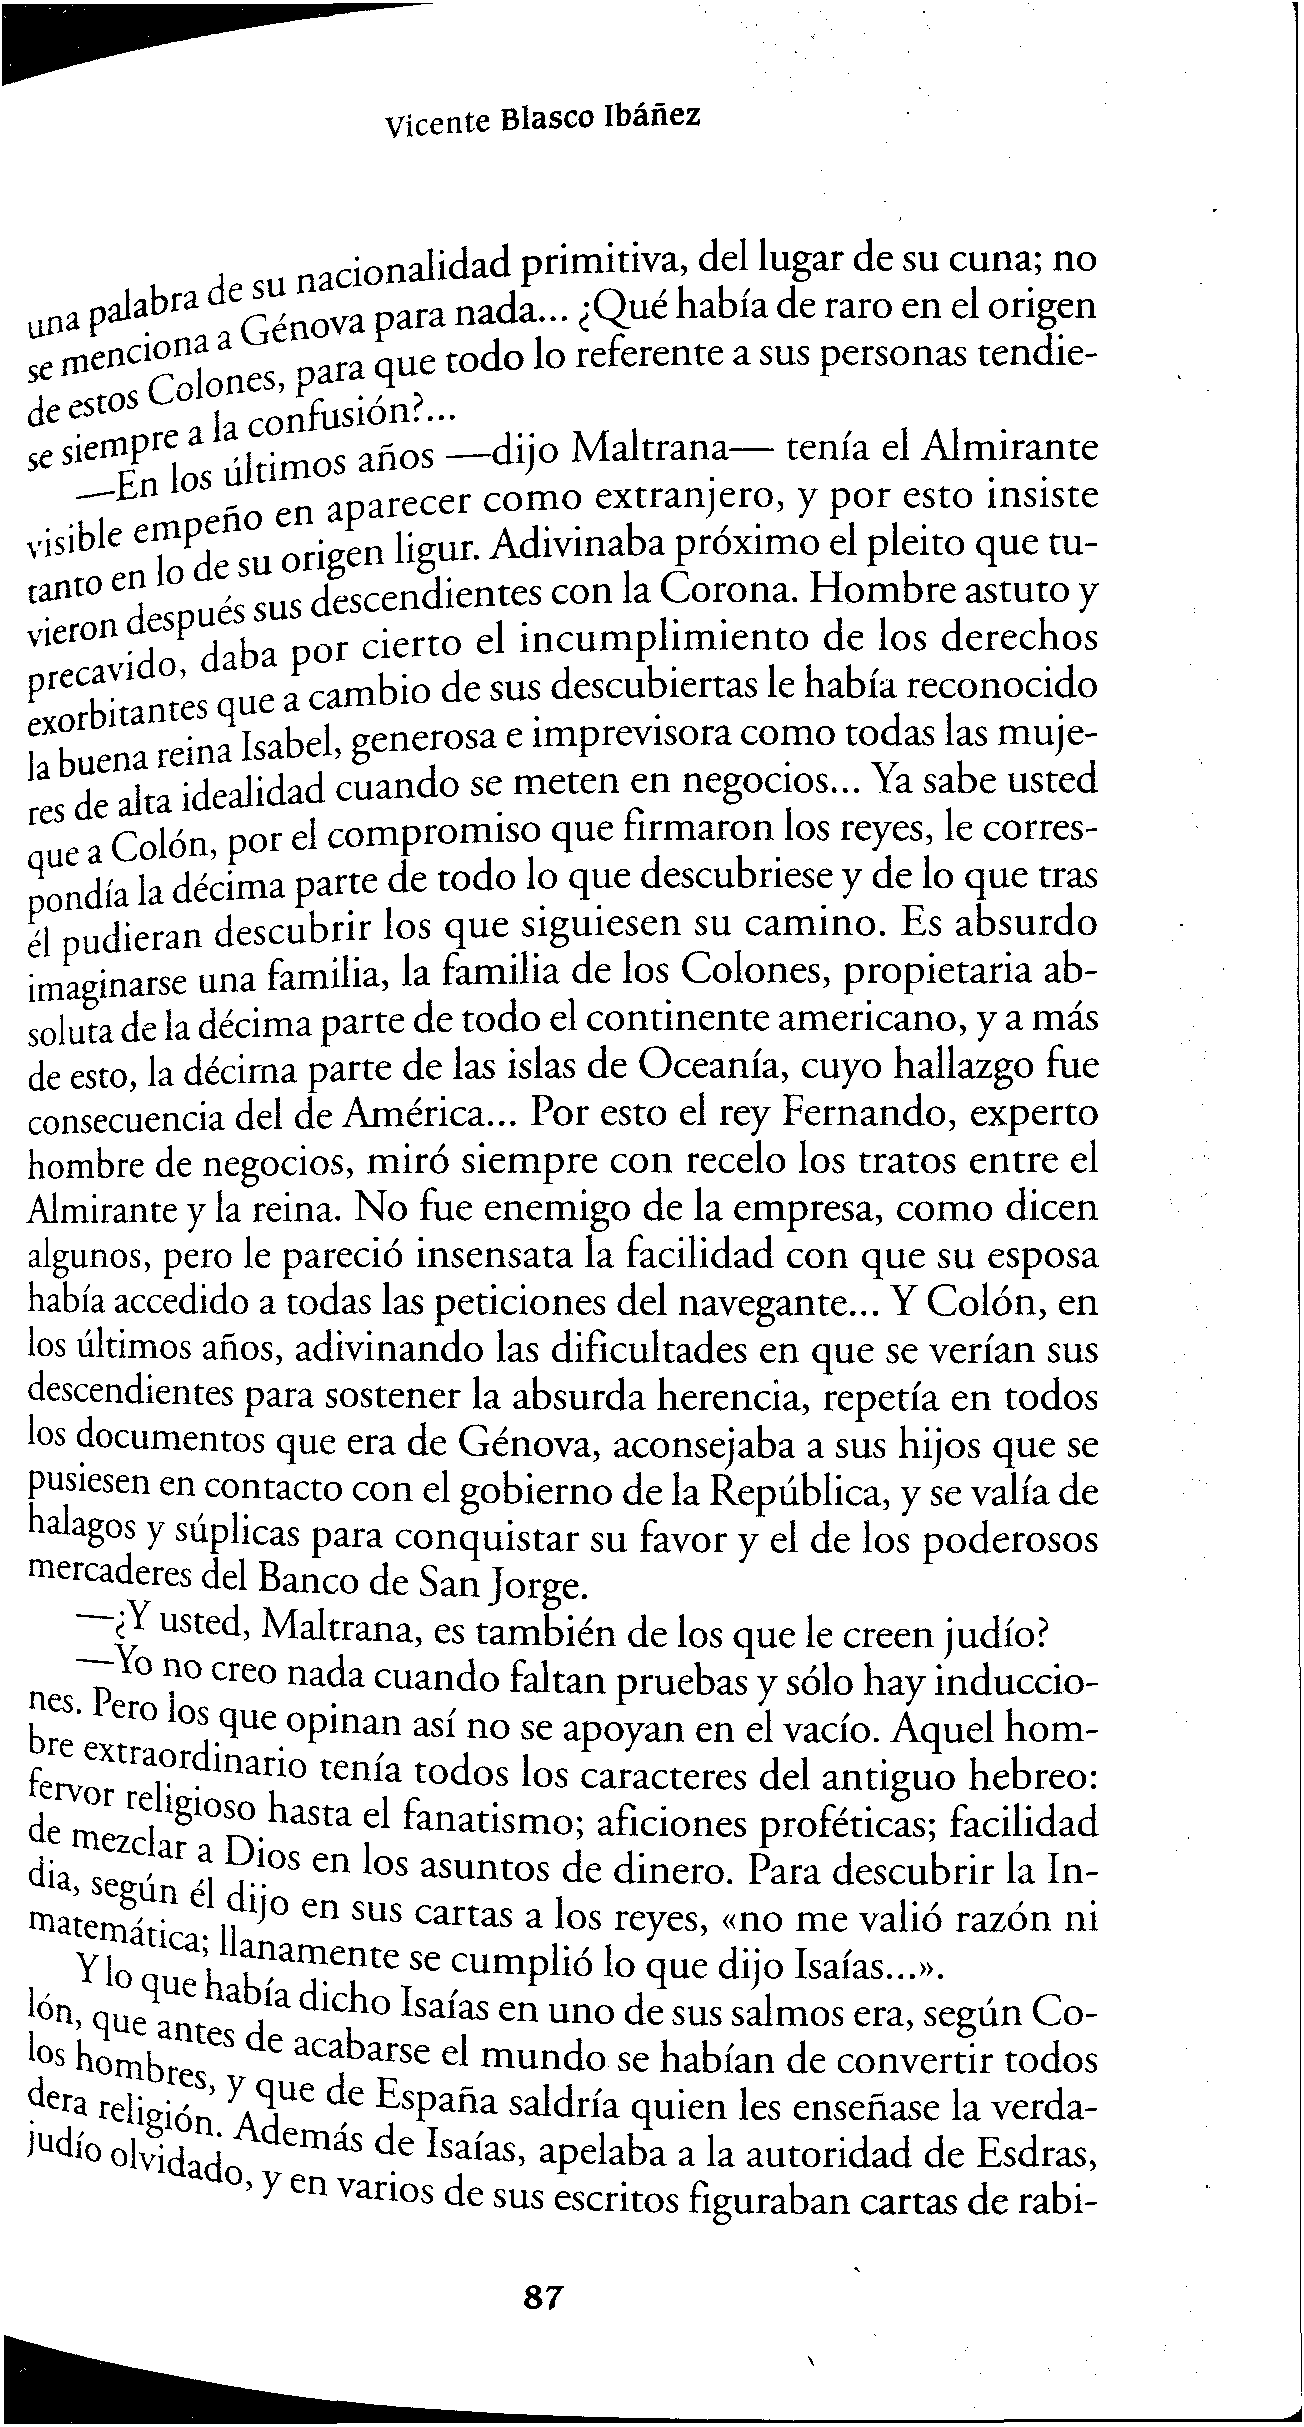 Vicente Blasco Ibáñez
una palabra de su nacionalidad primitiva, del lugar de su cuna; no
se menciona a Génova para nada... ¿Qué había de raro en el origen
de estos Colones, para que todo lo referente a sus personas tendie-
se siempre a la confusión?...
—En los últimos años —dijo Maltrana— tenía el Almirante
visible empeño en aparecer como extranjero, y por esto insiste
tanto en lo de su origen ligur. Adivinaba próximo el pleito que tu-
vieron después sus descendientes con la Corona. Hombre astuto y
precavido, daba por cierto el incumplimiento de los derechos
exorbitantes que a cambio de sus descubiertas le había reconocido
la buena reina Isabel, generosa e imprevisora como todas las muje-
res de alta idealidad cuando se meten en negocios... Ya sabe usted
que a Colón, por el compromiso que firmaron los reyes, le corres-
pondía la décima parte de todo lo que descubriese y de lo que tras
él pudieran descubrir los que siguiesen su camino. Es absurdo
imaginarse una familia, la familia de los Colones, propietaria ab-
soluta de la décima parte de todo el continente americano, y a más
de esto, la décima parte de las islas de Oceanía, cuyo hallazgo fue
consecuencia del de América... Por esto el rey Fernando, experto
hombre de negocios, miró siempre con recelo los tratos entre el
Almirante y la reina. No fue enemigo de la empresa, como dicen
algunos, pero le pareció insensata la facilidad con que su esposa
había accedido a todas las peticiones del navegante... Y Colón, en
los últimos años, adivinando las dificultades en que se verían sus
descendientes para sostener la absurda herencia, repetía en todos
los documentos que era de Génova, aconsejaba a sus hijos que se
pusiesen en contacto con el gobierno de la República, y se valía de
halagos y súplicas para conquistar su favor y el de los poderosos
mercaderes del Banco de San Jorge.
—¿Y usted, Maltrana, es también de los que le creen judío?
—Yo no creo nada cuando faltan pruebas y sólo hay induccio-
nes. Pero los que opinan así no se apoyan en el vacío. Aquel hom-
bre extraordinario tenía todos los caracteres del antiguo hebreo:
fervor religioso hasta el fanatismo; aficiones proféticas; facilidad
de mezclar a Dios en los asuntos de dinero. Para descubrir la In-
dia, según él dijo en sus cartas a los reyes, «no me valió razón ni
matemática; llanamente se cumplió lo que dijo Isaías...».
Y lo que había dicho Isaías en uno de sus salmos era, según Co-
lón, que antes de acabarse el mundo se habían de convertir todos
los hombres, y que de España saldría quien les enseñase la verda-
dera religión. Además de Isaías, apelaba a la autoridad de Esdras,
judío olvidado, y en varios de sus escritos figuraban cartas de rabi-
87